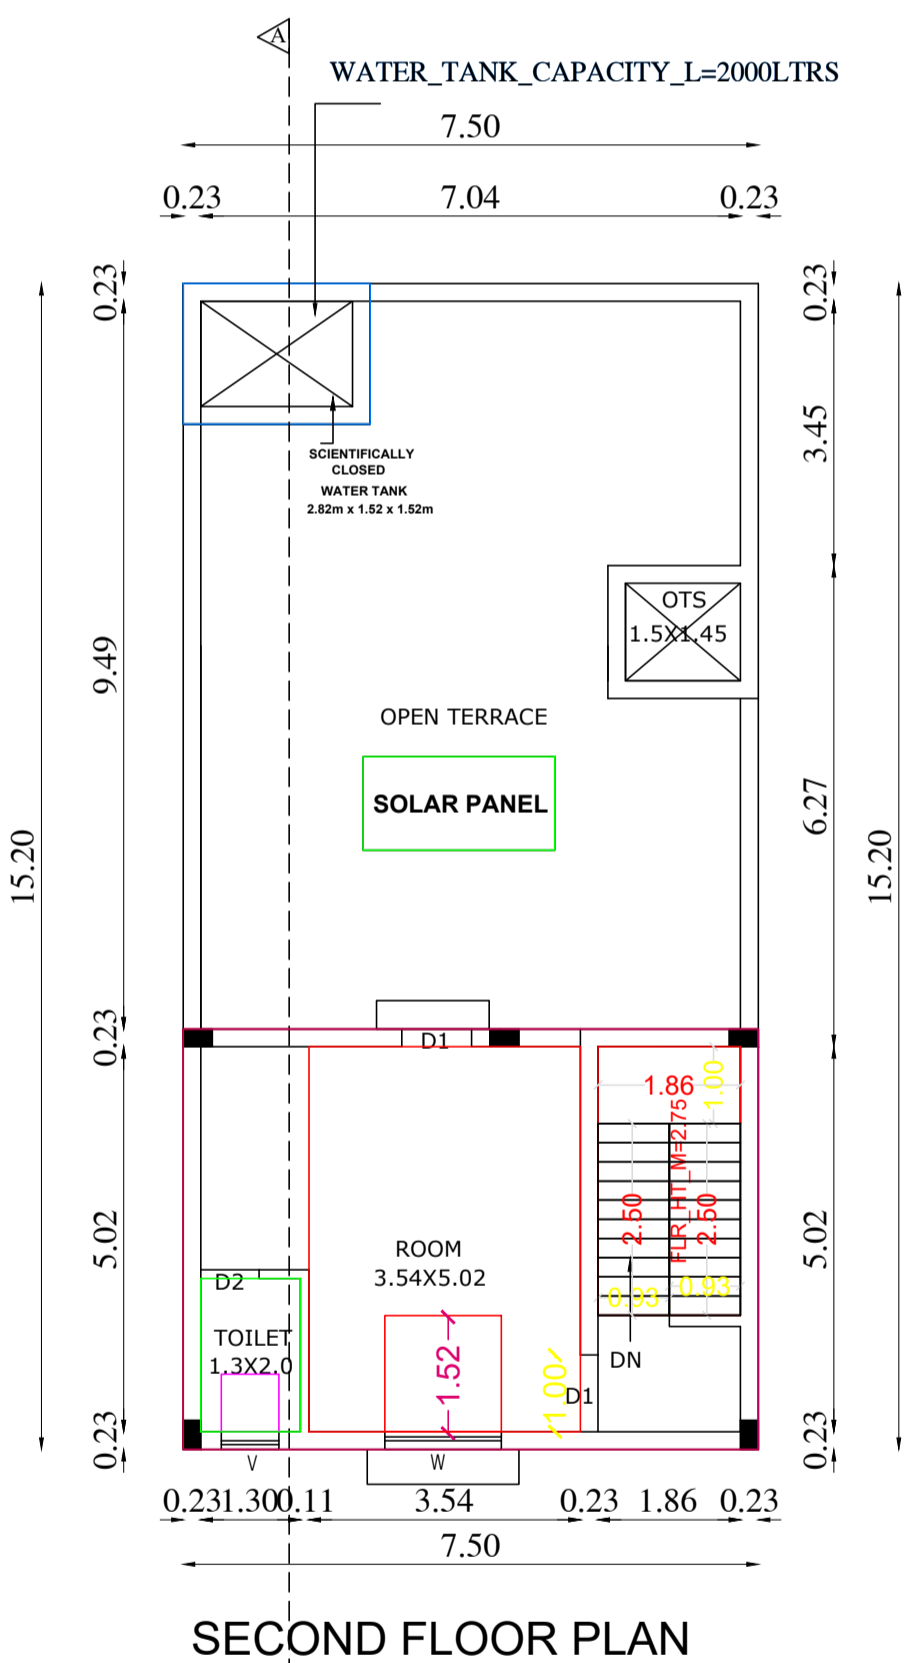 A
WATER_TANK_CAPACITY_L=2000LTRS
7.50
0.23
7.04
0.23
0.23
0.23
SCIENTIFICALLY
CLOSED
WATER TANK
2.82m x 1.52 x 1.52m
3.45
OTS
1.5X1.45
9.49
OPEN TERRACE
SOLAR PANEL
6.27
15.20
15.20
0.23
D1
1.86
1.00
FLR_HT_M=2.75
2.50
2.50
5.02
5.02
ROOM
3.54X5.02
D2
0.93
0.93
TOILET
1.3X2.0
1.52
1.00
DN
D1
0.23
0.23
V
W
0.23
1.30
0.11
3.54
0.23
1.86
0.23
7.50
SECOND FLOOR PLAN